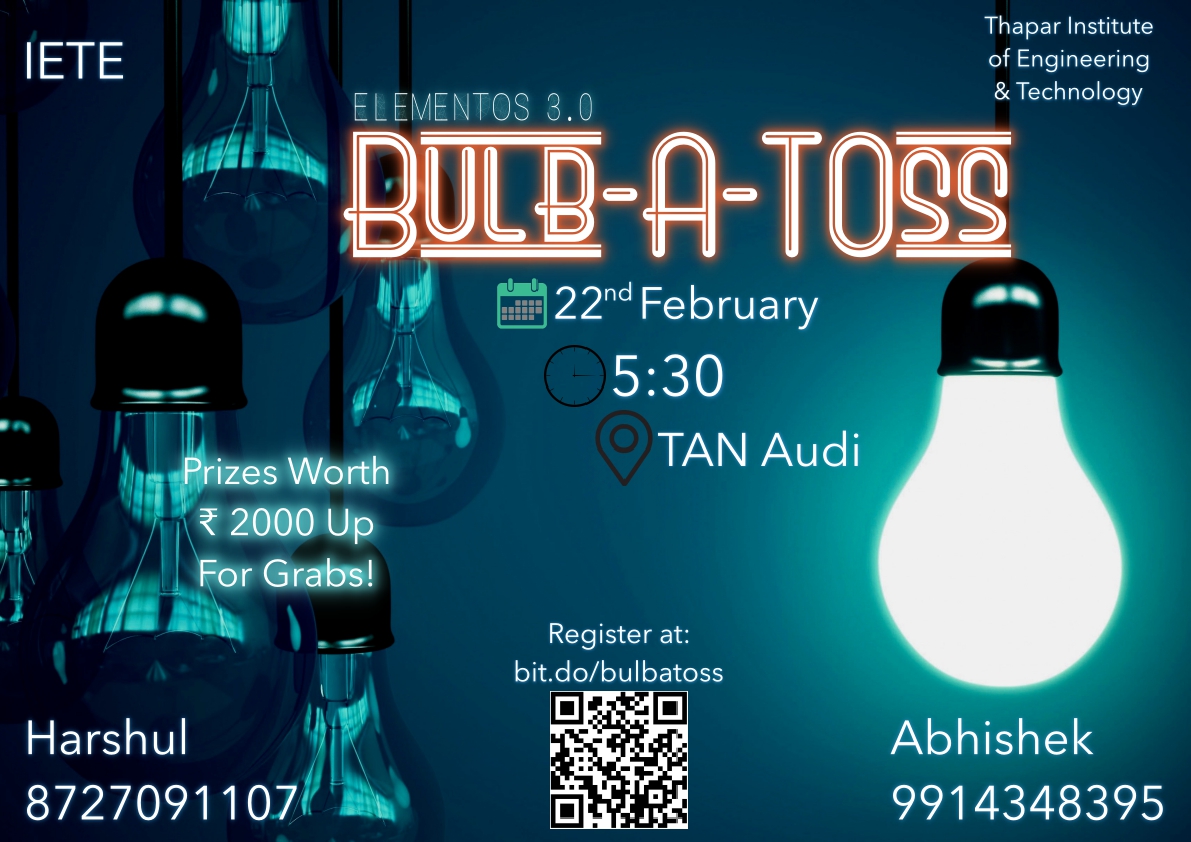 IETE
Thapar Institute
of Engineering
& Technology
ELEMENTOS 3.0
BULB-A-TOSS
22nd February
5:30
TAN Audi
Prizes Worth
₹ 2000 Up
For Grabs!
Register at:
bit.do/bulbatoss
Harshul
8727091107
Abhishek
9914348395